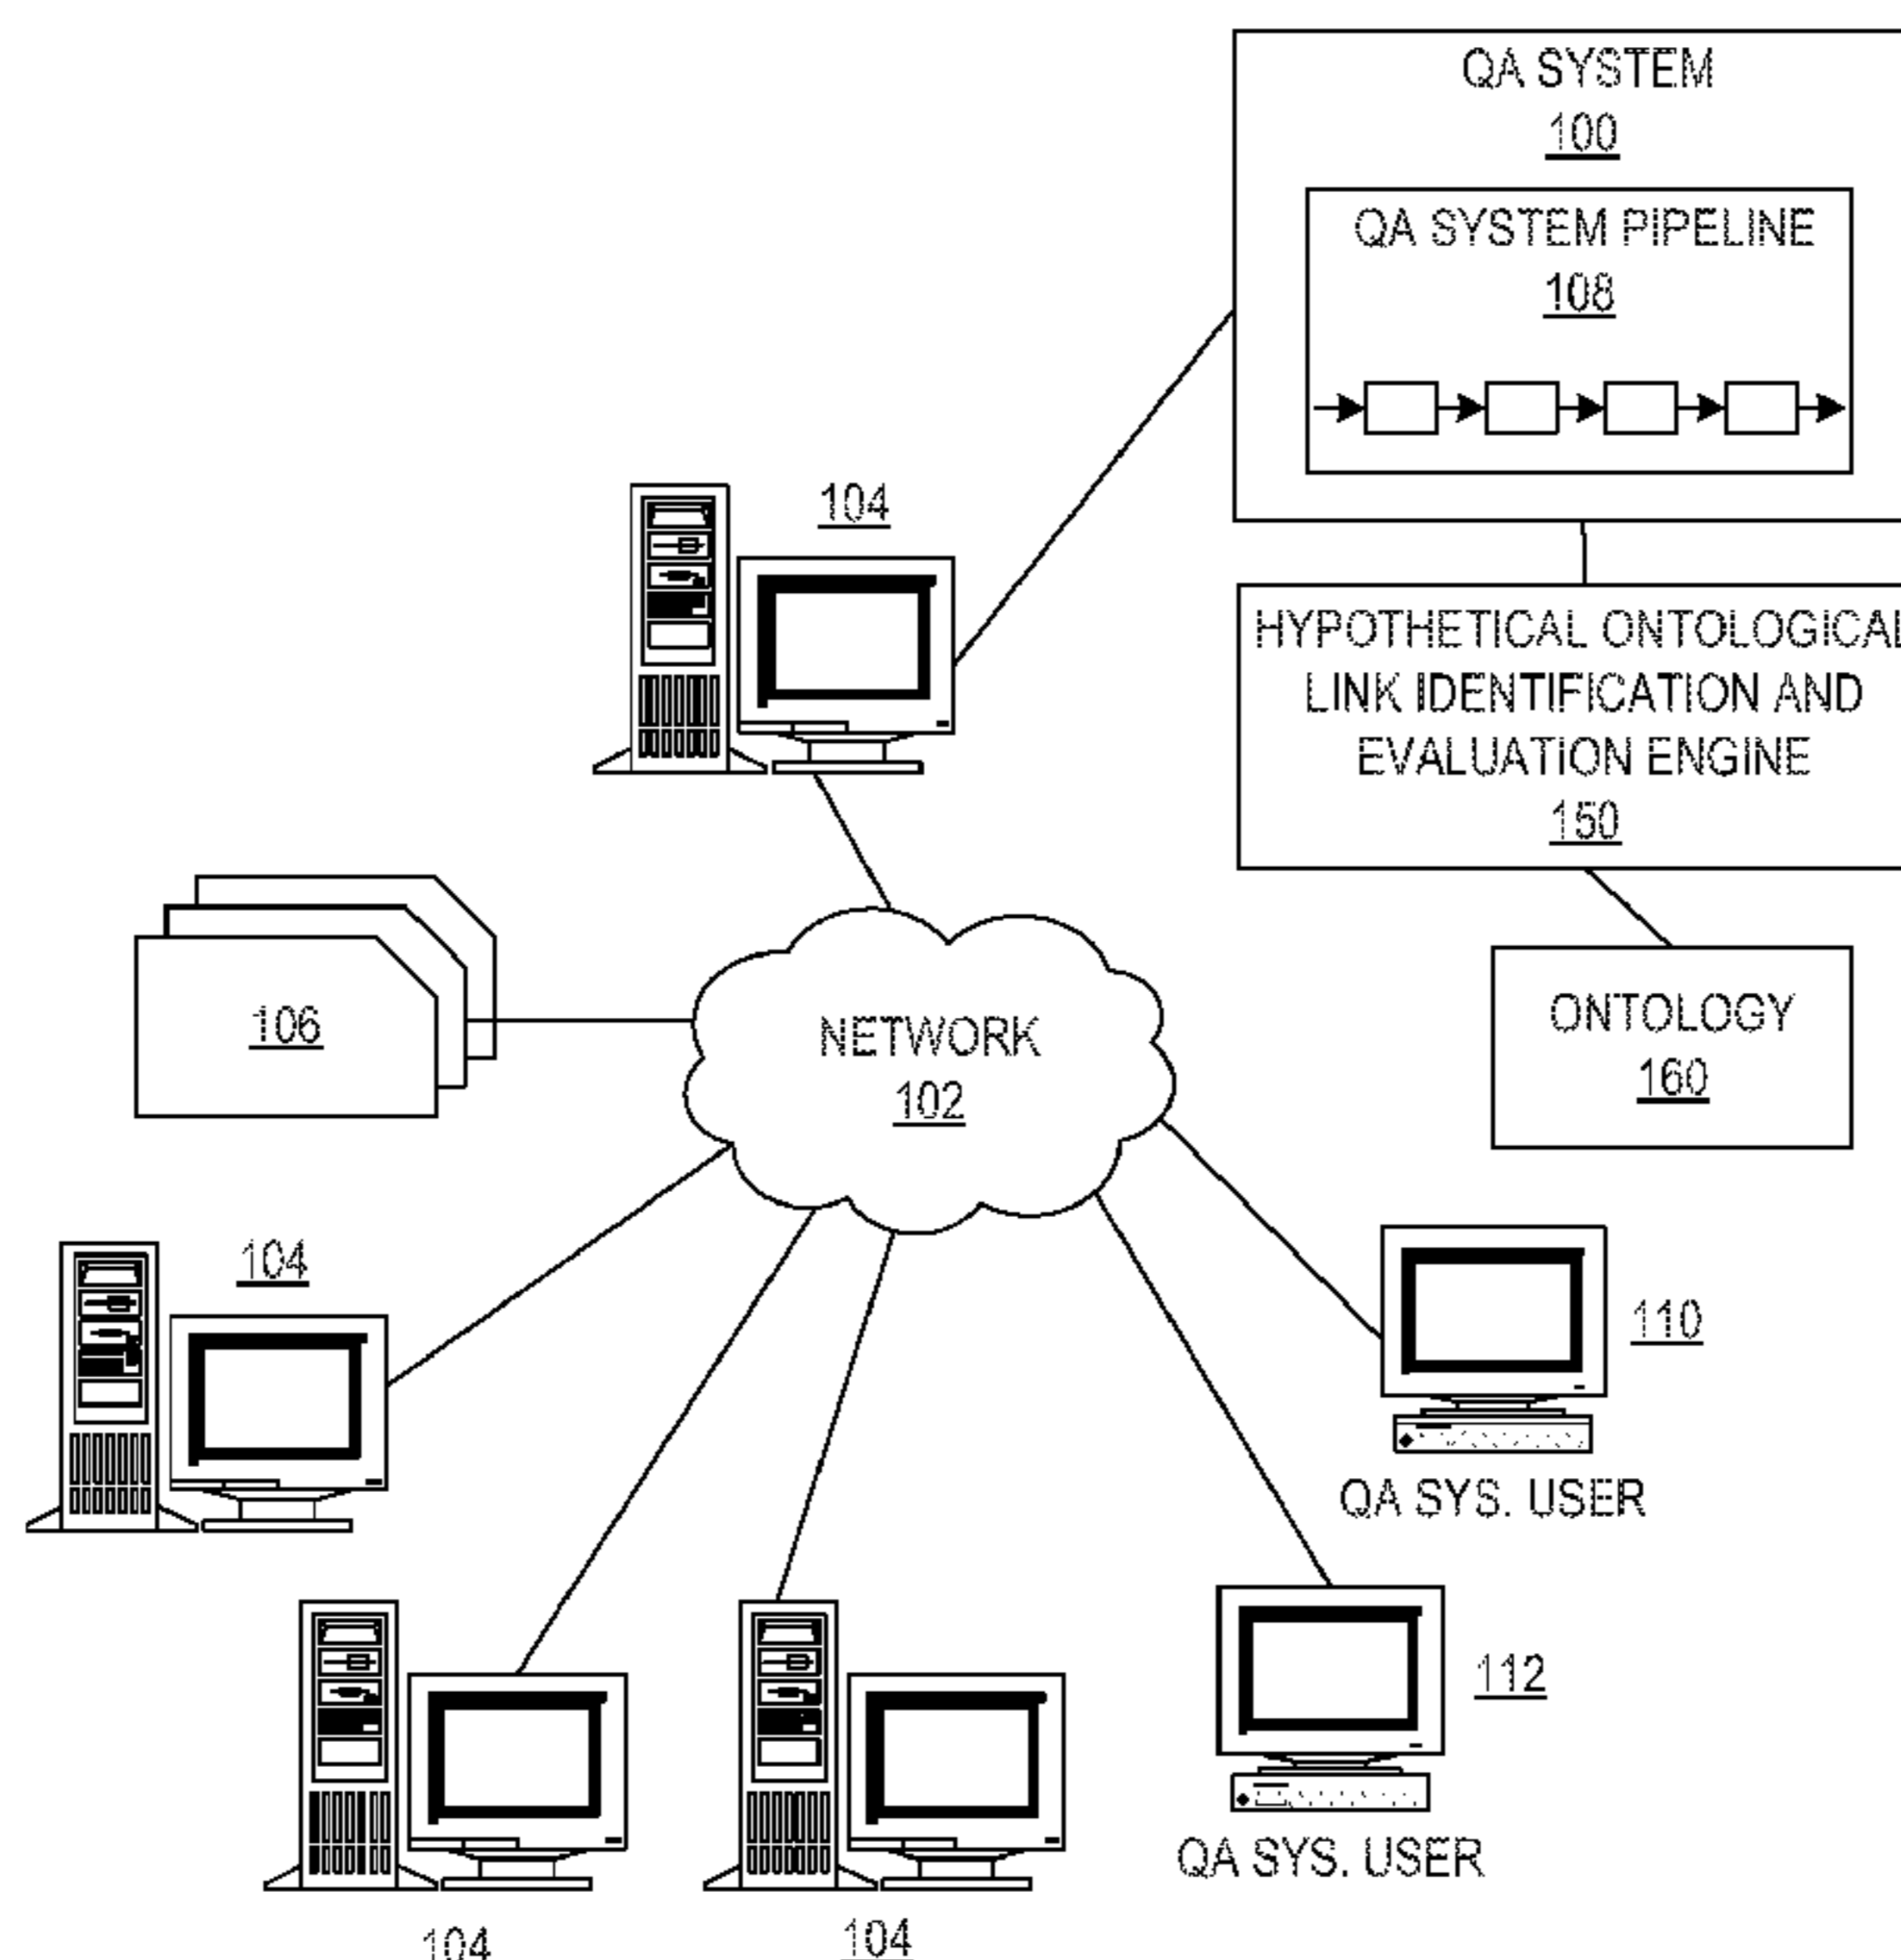 QA SYSTEM
100
QA SYSTEM PIPELINE
108
104
HYPOTHETICAL ONTOLOGICAL
LINK IDENTIFICATION AND
EVALUATION ENGINE
150
106
NETWORK
102
ONTOLOGY
160
104
110
QA SYS. USER
112
QA SYS. USER
104
104